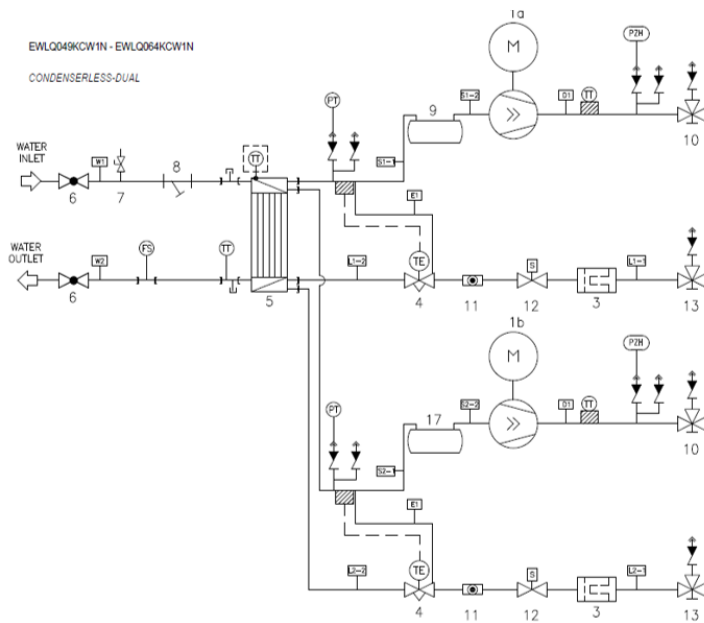 EWLQ049KCW1N - EWLQ064KCW1N
CONDENSERLESS-DUAL
1a
M
PZH
PT
9
S1-2
D1
TT
10
S1-1
WATER
INLET
W1
8
TT
6
7
E1
WATER
OUTLET
W2
FS
TT
L1-2
TE
S
L1-1
6
5
4
11
12
3
13
1b
M
PZH
PT
17
S2-2
D1
TT
10
S2-1
E1
L2-2
TE
S
L2-1
4
11
12
3
13